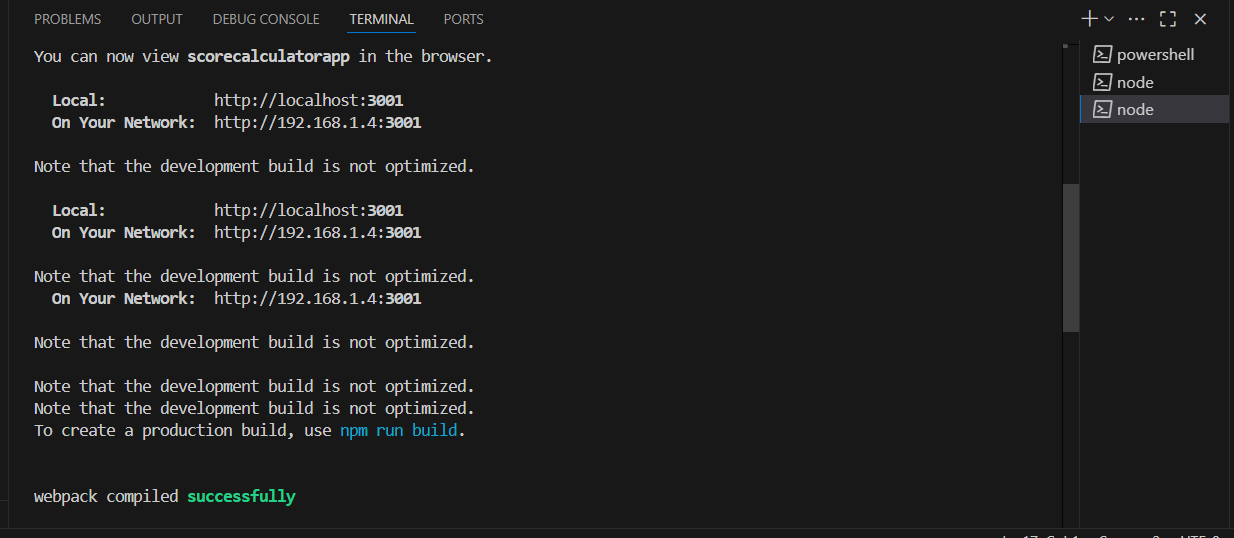 PROBLEMS OUTPUT DEBUG CONSOLE TERMINAL PORTS
You can now view scorecalculatorapp in the browser.
Local: http://localhost:3001
On Your Network: http://192.168.1.4:3001
Note that the development build is not optimized.
Local: http://localhost:3001
On Your Network: http://192.168.1.4:3001
Note that the development build is not optimized.
On Your Network: http://192.168.1.4:3001
Note that the development build is not optimized.
Note that the development build is not optimized.
Note that the development build is not optimized.
To create a production build, use npm run build.
webpack compiled successfully
powershell
node
node